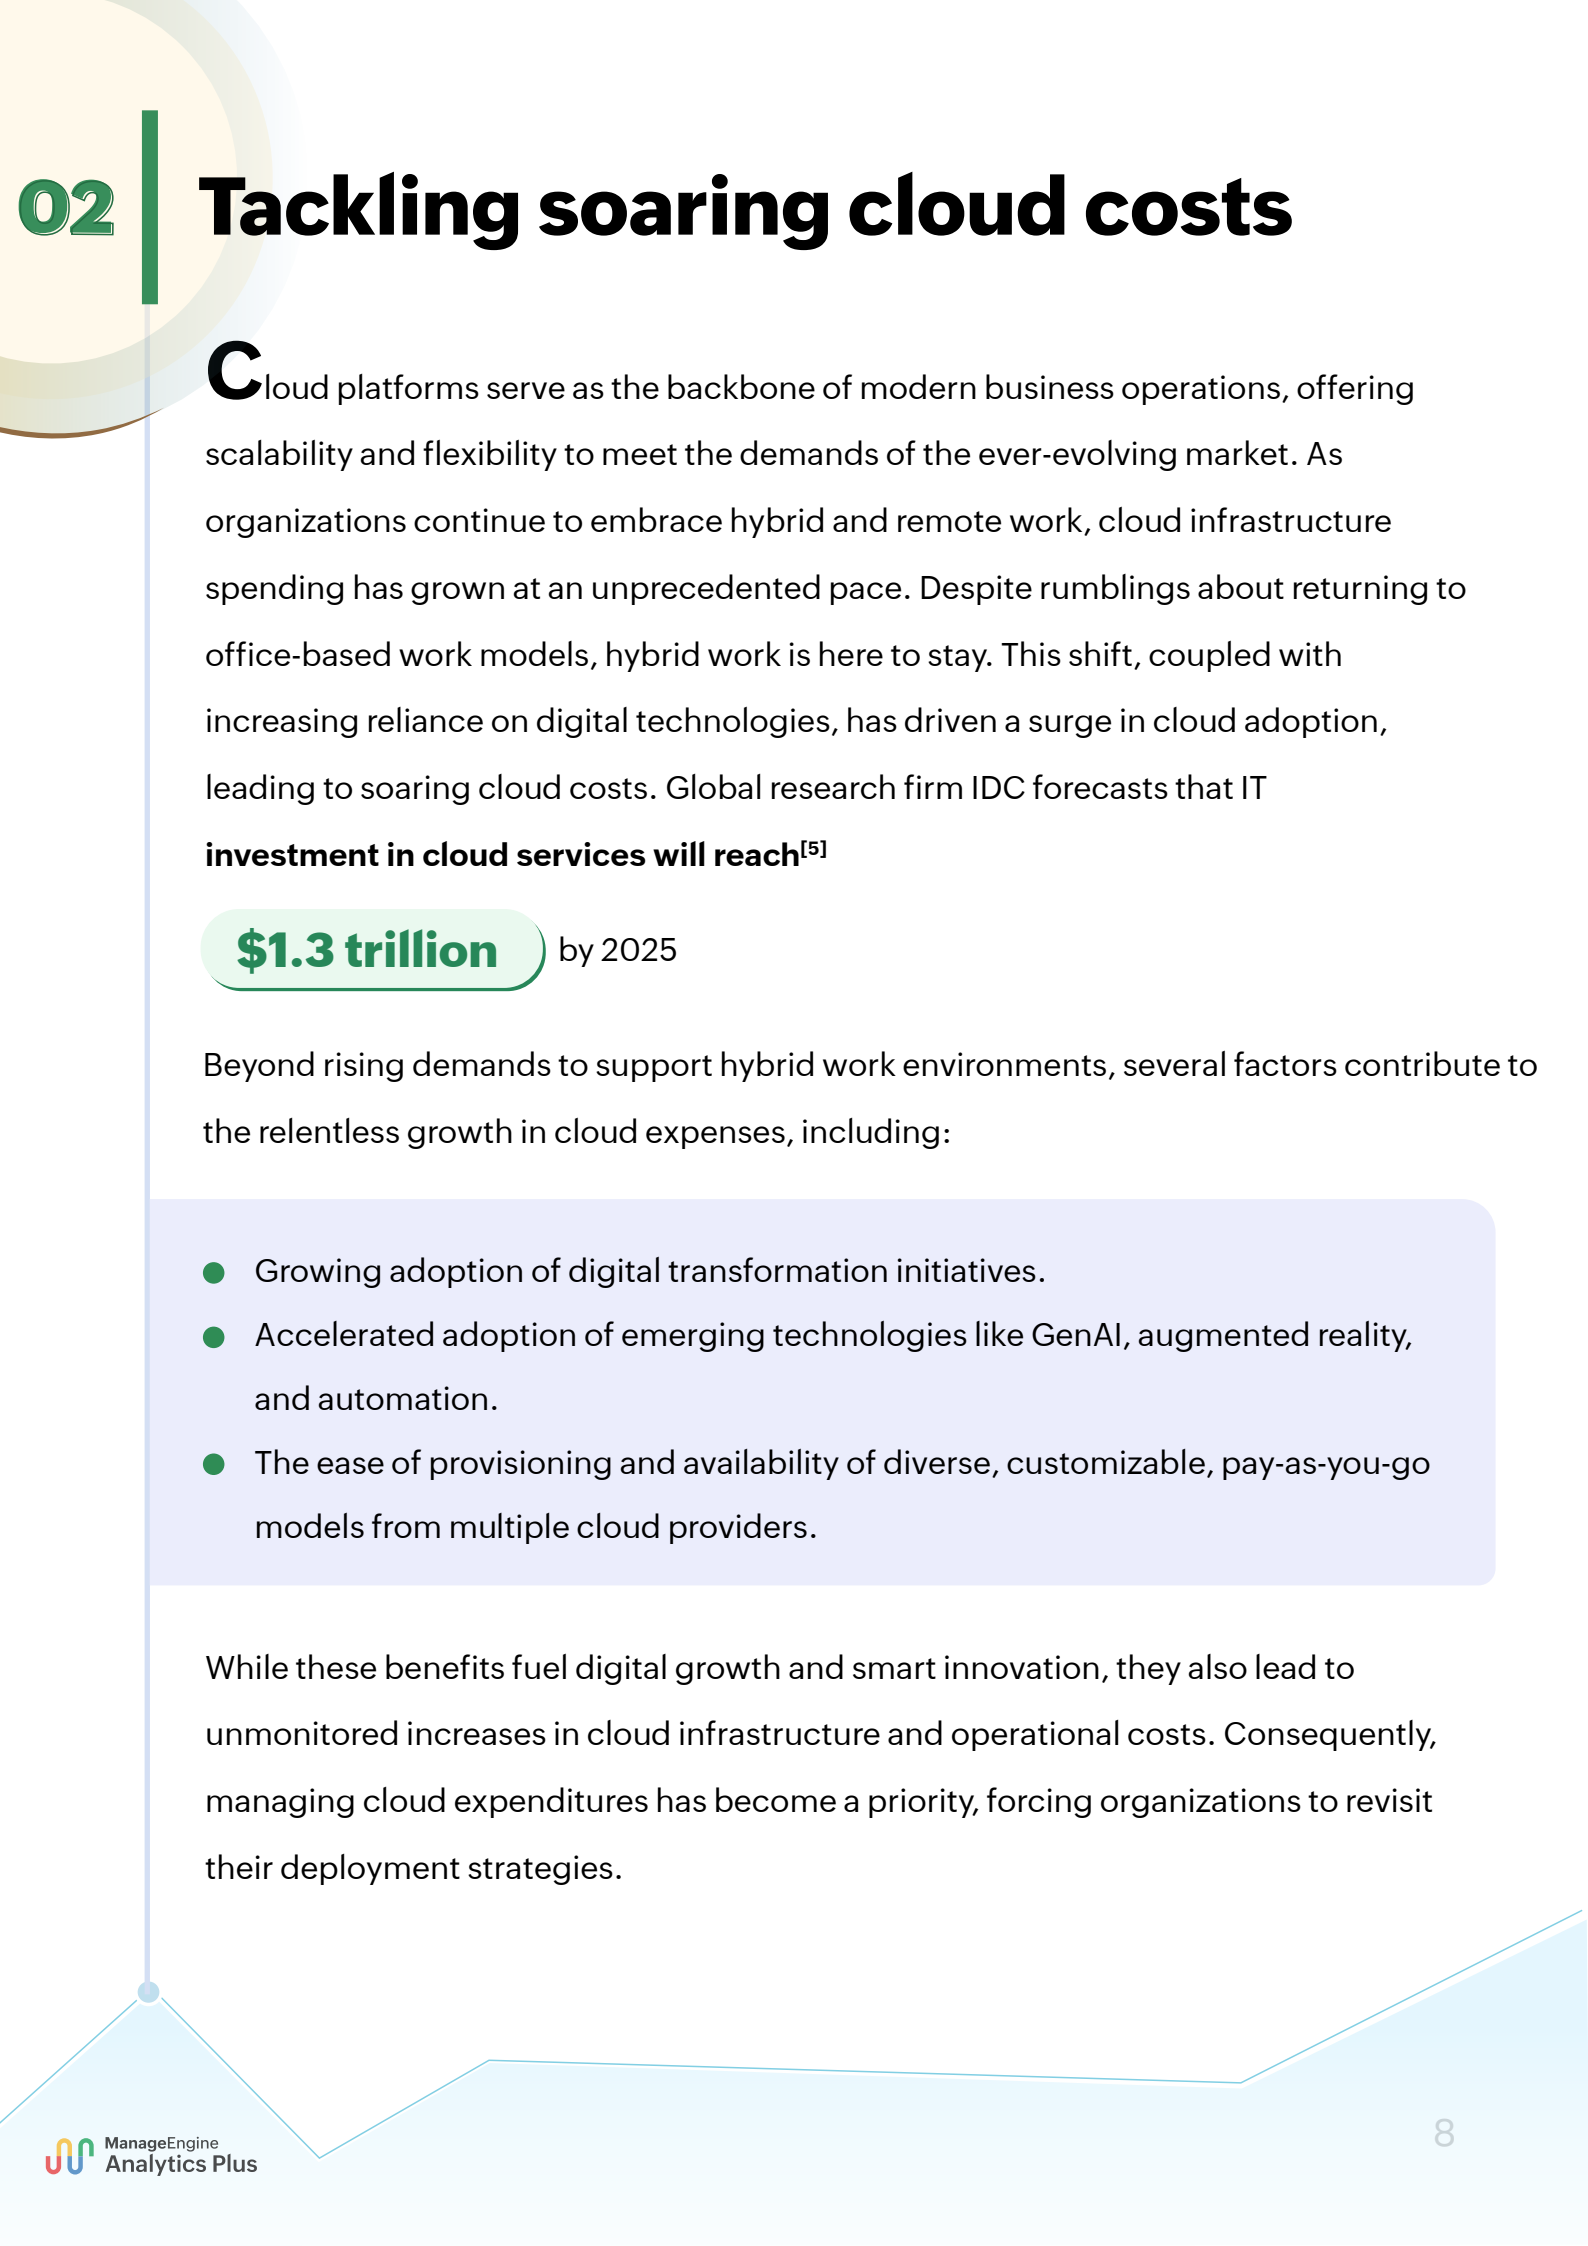 02
Tackling soaring cloud costs
Cloud platforms serve as the backbone of modern business operations, offering
scalability and flexibility to meet the demands of the ever-evolving market. As
organizations continue to embrace hybrid and remote work, cloud infrastructure
spending has grown at an unprecedented pace. Despite rumblings about returning to
office-based work models, hybrid work is here to stay. This shift, coupled with
increasing reliance on digital technologies, has driven a surge in cloud adoption,
leading to soaring cloud costs. Global research firm IDC forecasts that IT
investment in cloud services will reach[5]
$1.3 trillion by 2025
Beyond rising demands to support hybrid work environments, several factors contribute to
the relentless growth in cloud expenses, including:
● Growing adoption of digital transformation initiatives.
● Accelerated adoption of emerging technologies like GenAI, augmented reality,
and automation.
● The ease of provisioning and availability of diverse, customizable, pay-as-you-go
models from multiple cloud providers.
While these benefits fuel digital growth and smart innovation, they also lead to
unmonitored increases in cloud infrastructure and operational costs. Consequently,
managing cloud expenditures has become a priority, forcing organizations to revisit
their deployment strategies.
ManageEngine
Analytics Plus
8